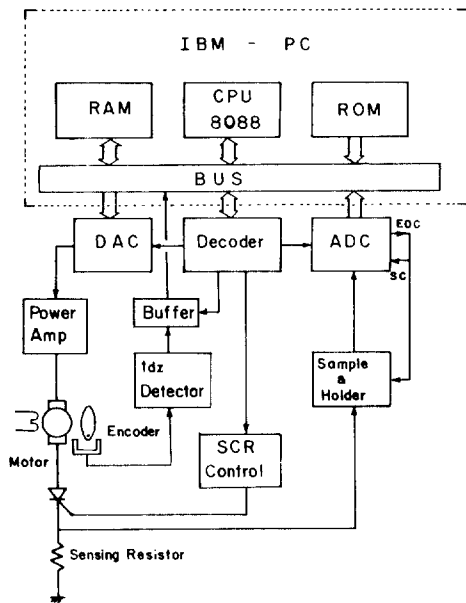 IBM - PC
RAM
CPU
8088
ROM
BUS
DAC
Decoder
ADC
EOC
SC
Power
Amp
Buffer
tdz
Detector
Sample
a
Holder
Encoder
Motor
SCR
Control
Sensing Resistor